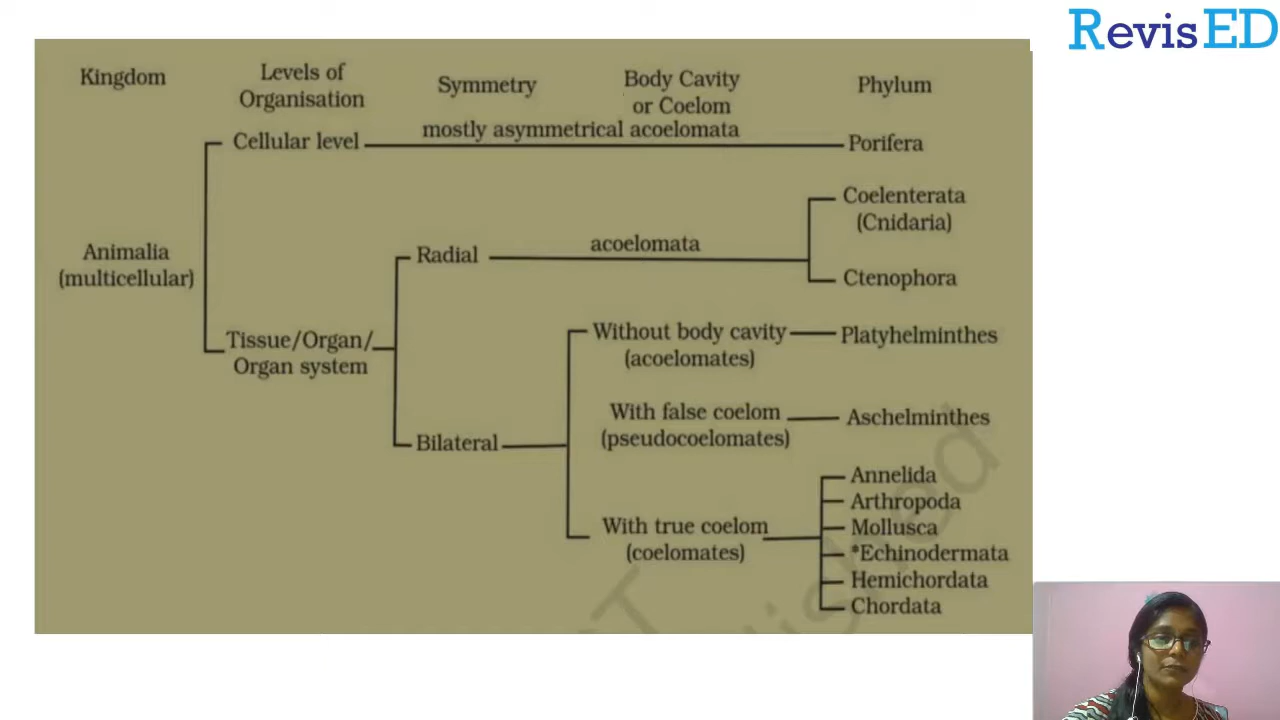 RevisED
Kingdom
Levels of
Organisation
Symmetry
Body Cavity
or Coelom
Phylum
Cellular level
mostly asymmetrical acoelomata
Porifera
Animalia
(multicellular)
Radial
acoelomata
Coelenterata
(Cnidaria)
Ctenophora
Tissue/Organ/
Organ system
Without body cavity
(acoelomates)
Platyhelminthes
With false coelom
(pseudocoelomates)
Aschelminthes
Bilateral
With true coelom
(coelomates)
Annelida
Arthropoda
Mollusca
*Echinodermata
Hemichordata
Chordata